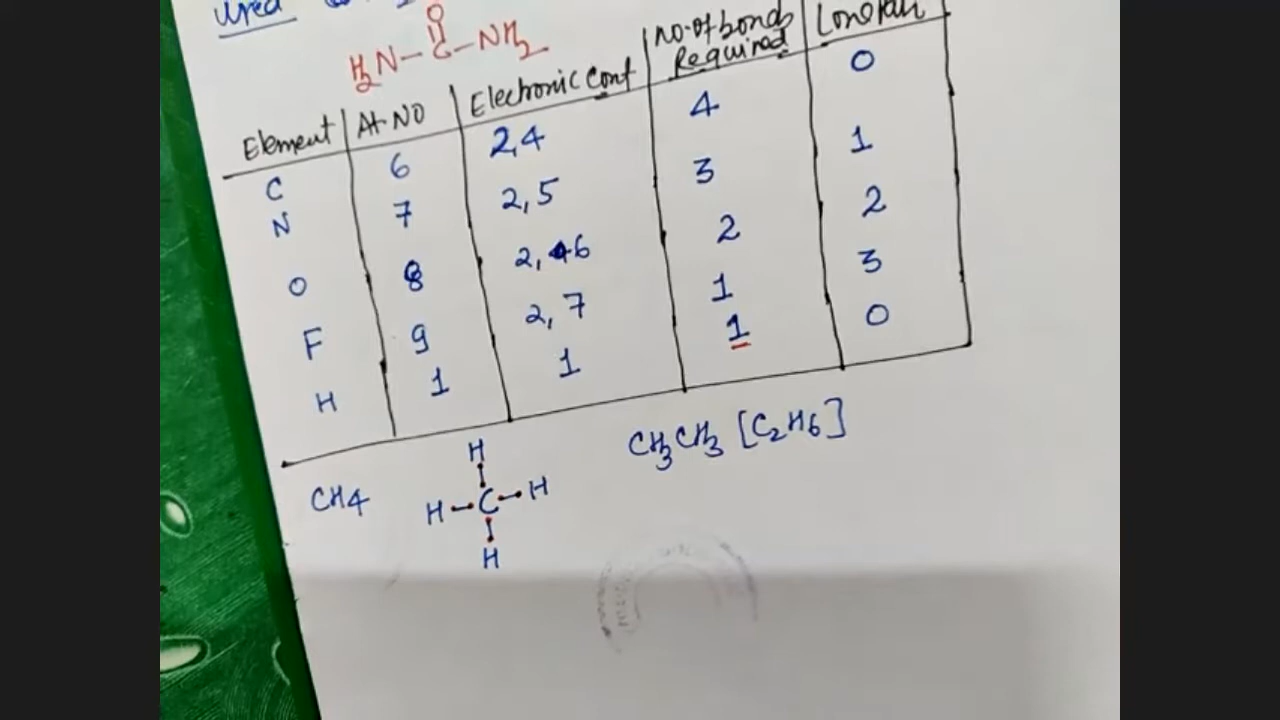 Urea
O
H2N-C-NH2
Element At.NO Electronic Conf no.of bonds Required Lone Pair
C 6 2,4 4 0
N 7 2,5 3 1
O 8 2,6 2 2
F 9 2,7 1 3
H 1 1 1 0
CH3CH3 [C2H6]
H
CH4 H-C-H
H